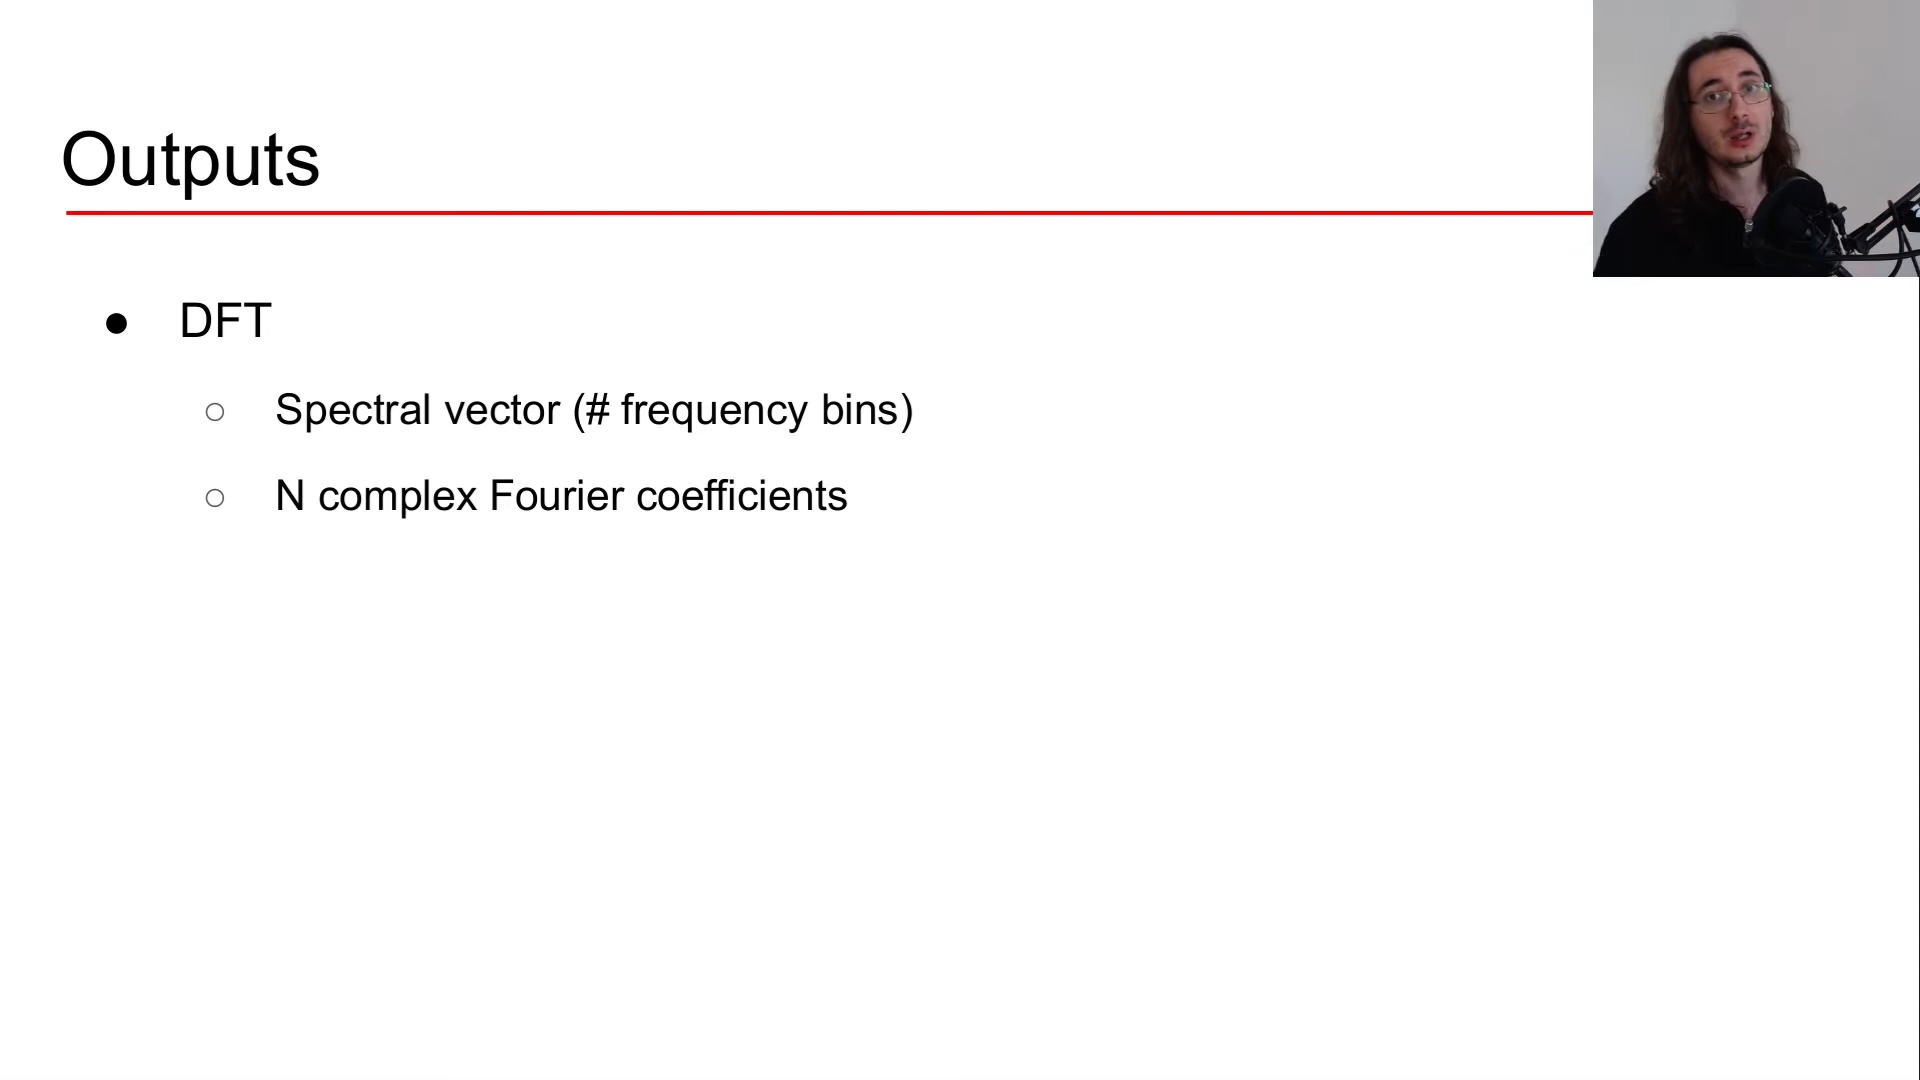 Outputs
● DFT
○ Spectral vector (# frequency bins)
○ N complex Fourier coefficients